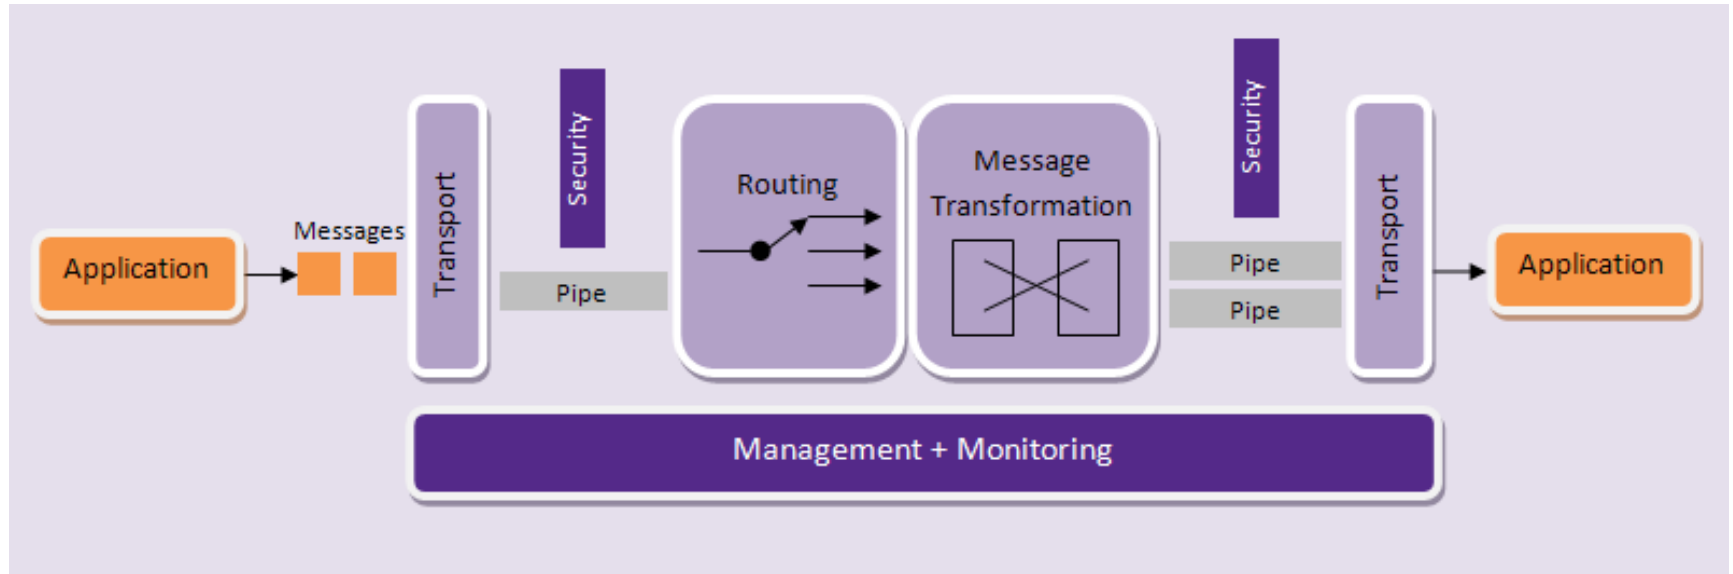 Application
Messages
Transport
Security
Pipe
Routing
Message
Transformation
Security
Pipe
Pipe
Transport
Application
Management + Monitoring